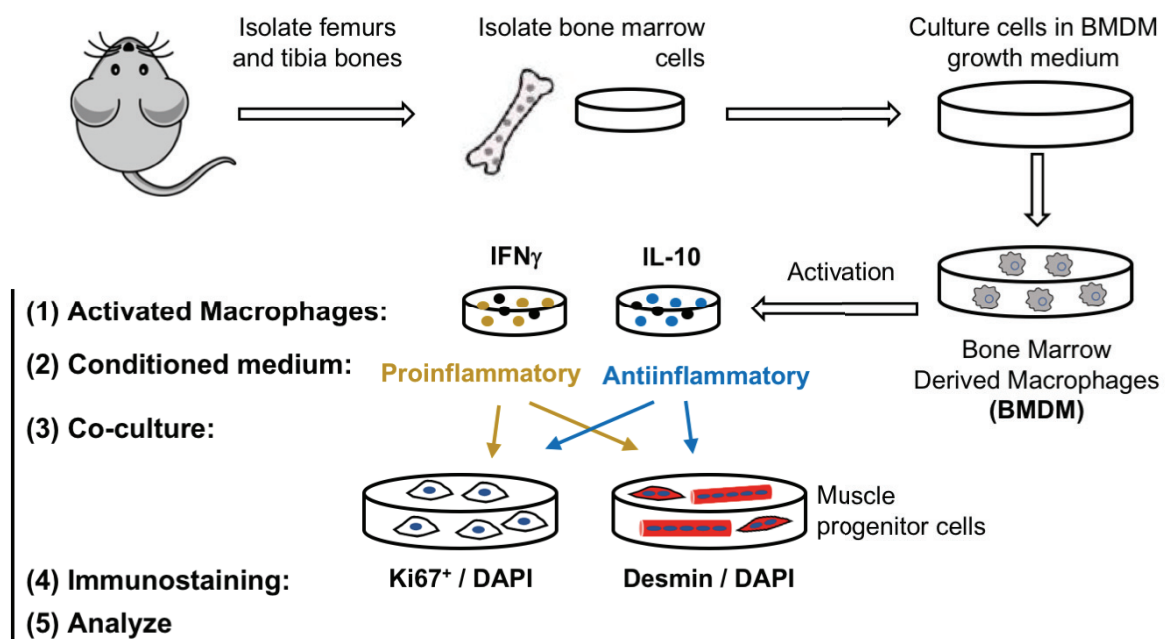 Isolate femurs
and tibia bones
Isolate bone marrow
cells
Culture cells in BMDM
growth medium
IFNγ
IL-10
Activation
(1) Activated Macrophages:
Bone Marrow
Derived Macrophages
(BMDM)
(2) Conditioned medium:
Proinflammatory
Antiinflammatory
(3) Co-culture:
Muscle
progenitor cells
(4) Immunostaining:
Ki67⁺ / DAPI
Desmin / DAPI
(5) Analyze